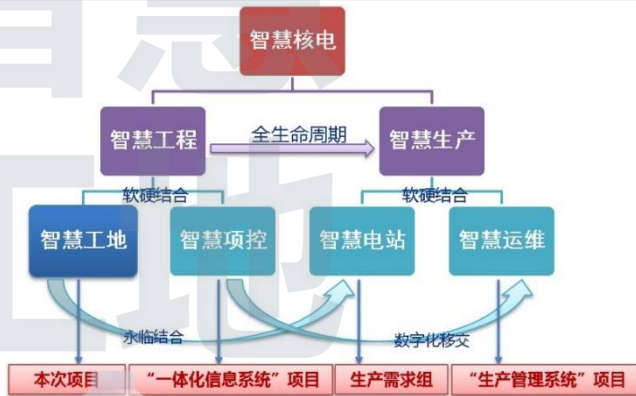 智慧核电
智慧工程
全生命周期
智慧生产
软硬结合
软硬结合
智慧工地
智慧项控
智慧电站
智慧运维
永临结合
数字化移交
本次项目
“一体化信息系统”项目
生产需求组
“生产管理系统”项目